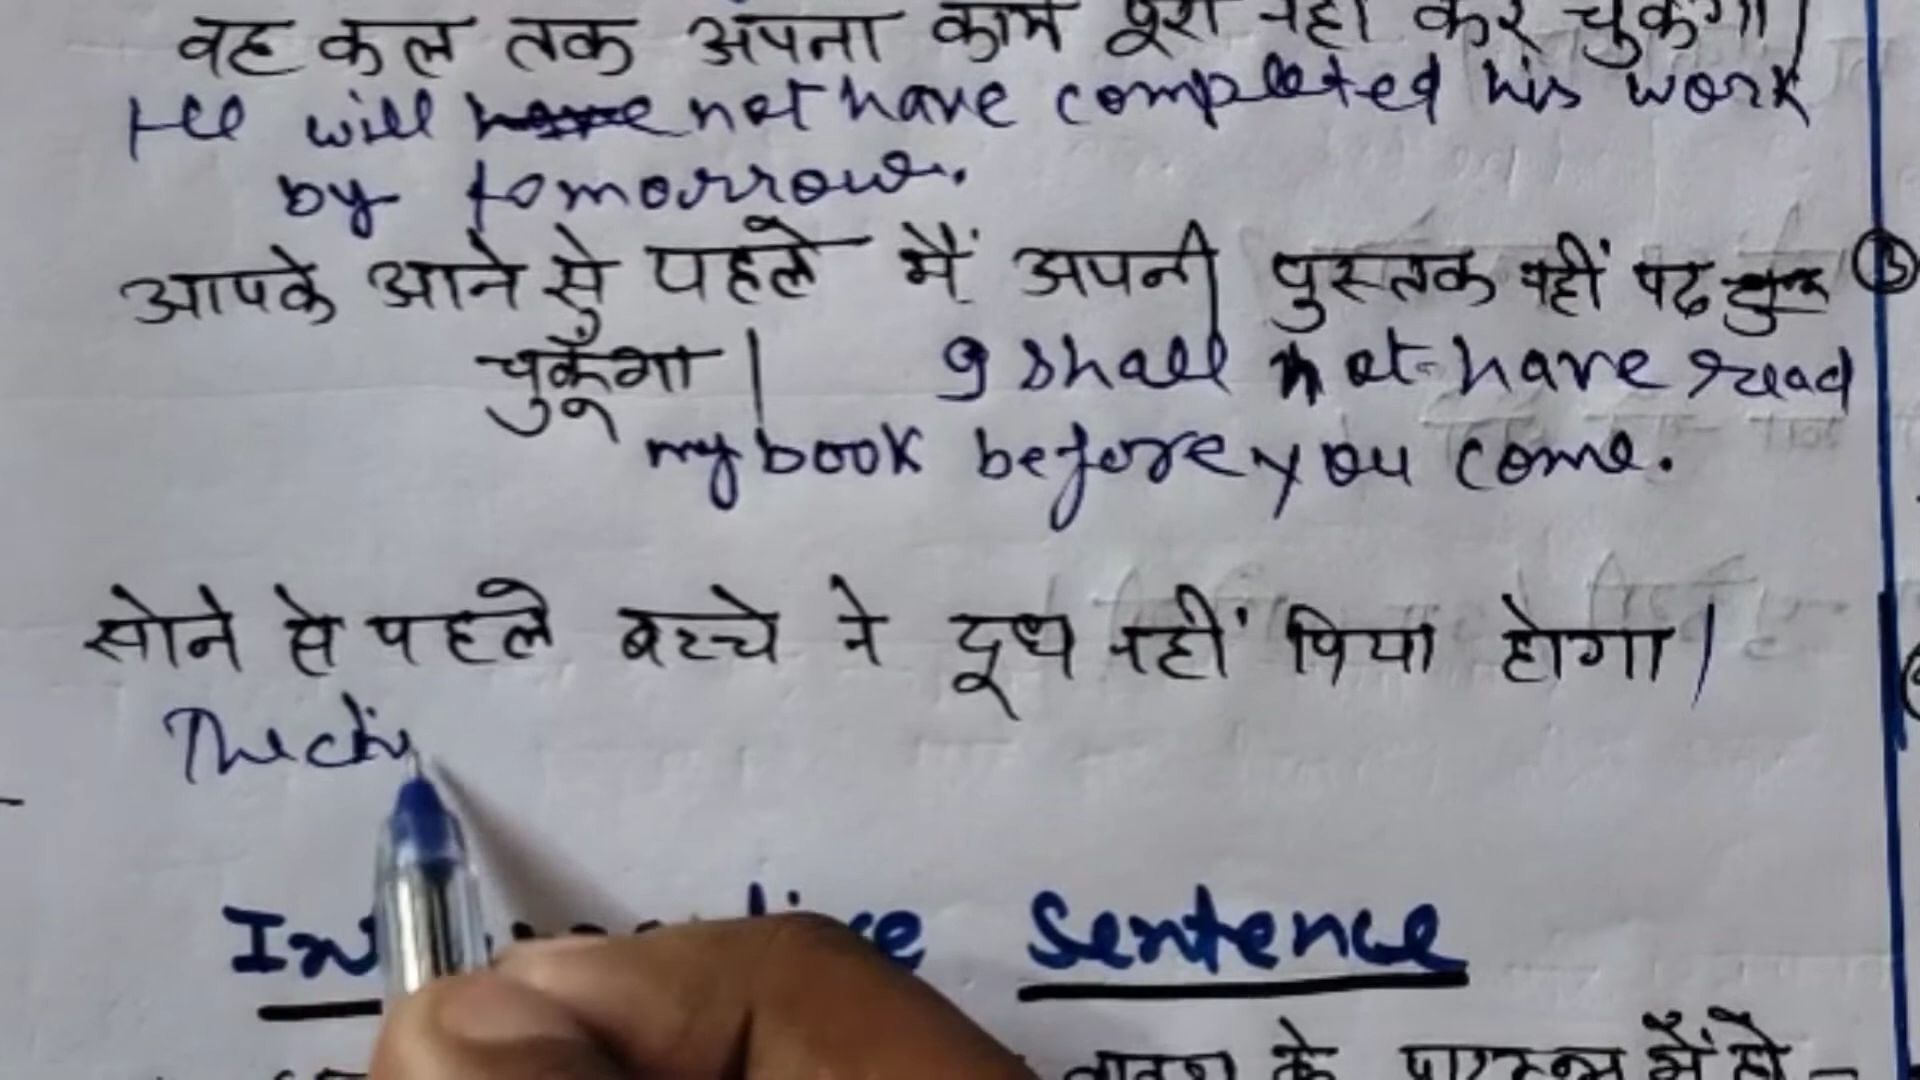 वह कल तक अपना काम पूरा नहीं कर चुकेगा।
He will not have completed his work
by tomorrow.
आपके आने से पहले मैं अपनी पुस्तक नहीं पढ़
चुकूँगा।
I shall not have read
my book before you come.
सोने से पहले बच्चे ने दूध नहीं पिया होगा।
The chi
Sentence
के प्रारम्भ में हो -